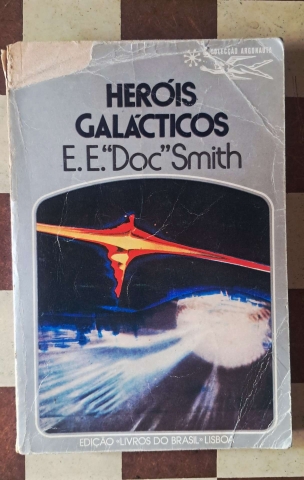 COLECÇÃO ARGONAUTA
HERÓIS
GALÁCTICOS
E. E. "Doc" Smith
EDIÇÃO «LIVROS DO BRASIL» LISBOA